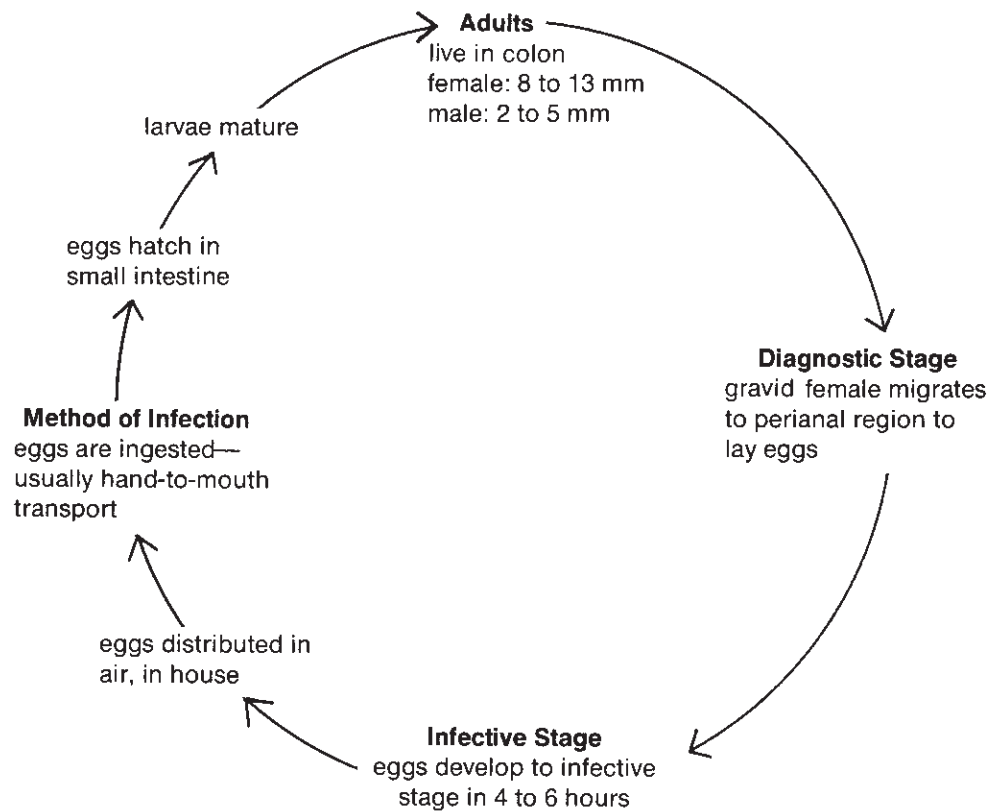 Adults
live in colon
female: 8 to 13 mm
male: 2 to 5 mm
Diagnostic Stage
gravid female migrates
to perianal region to
lay eggs
Infective Stage
eggs develop to infective
stage in 4 to 6 hours
eggs distributed in
air, in house
Method of Infection
eggs are ingested—
usually hand-to-mouth
transport
eggs hatch in
small intestine
larvae mature